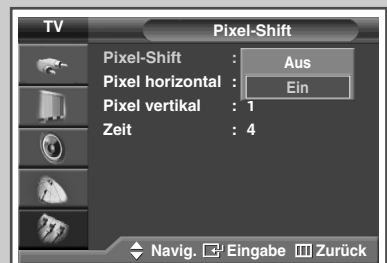 TV
Pixel-Shift
Pixel-Shift :
Aus
Pixel horizontal :
Ein
Pixel vertikal : 1
Zeit : 4
Navig. Eingabe Zurück